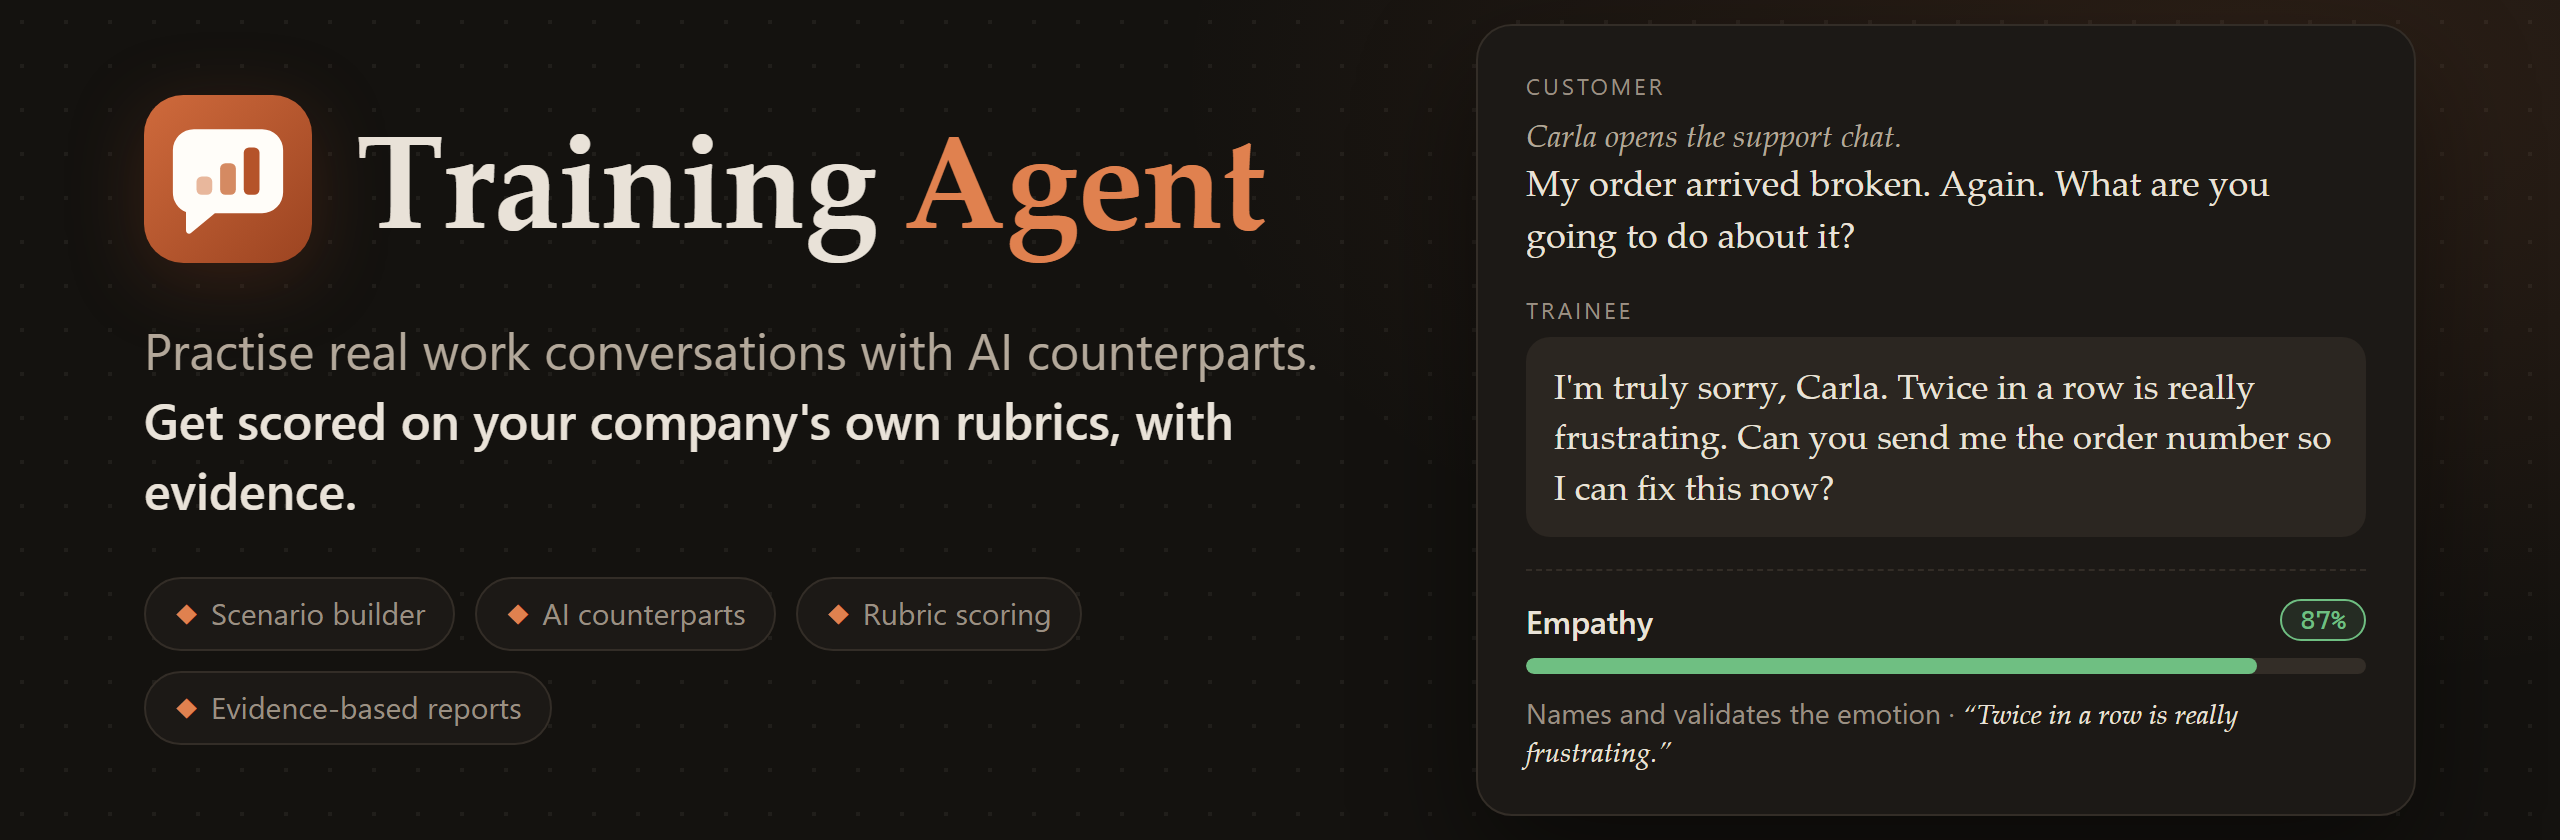 Training Agent
Practise real work conversations with AI counterparts.
Get scored on your company's own rubrics, with
evidence.
Scenario builder
AI counterparts
Rubric scoring
Evidence-based reports
CUSTOMER
Carla opens the support chat.
My order arrived broken. Again. What are you
going to do about it?
TRAINEE
I'm truly sorry, Carla. Twice in a row is really
frustrating. Can you send me the order number so
I can fix this now?
Empathy
87%
Names and validates the emotion · “Twice in a row is really
frustrating.”